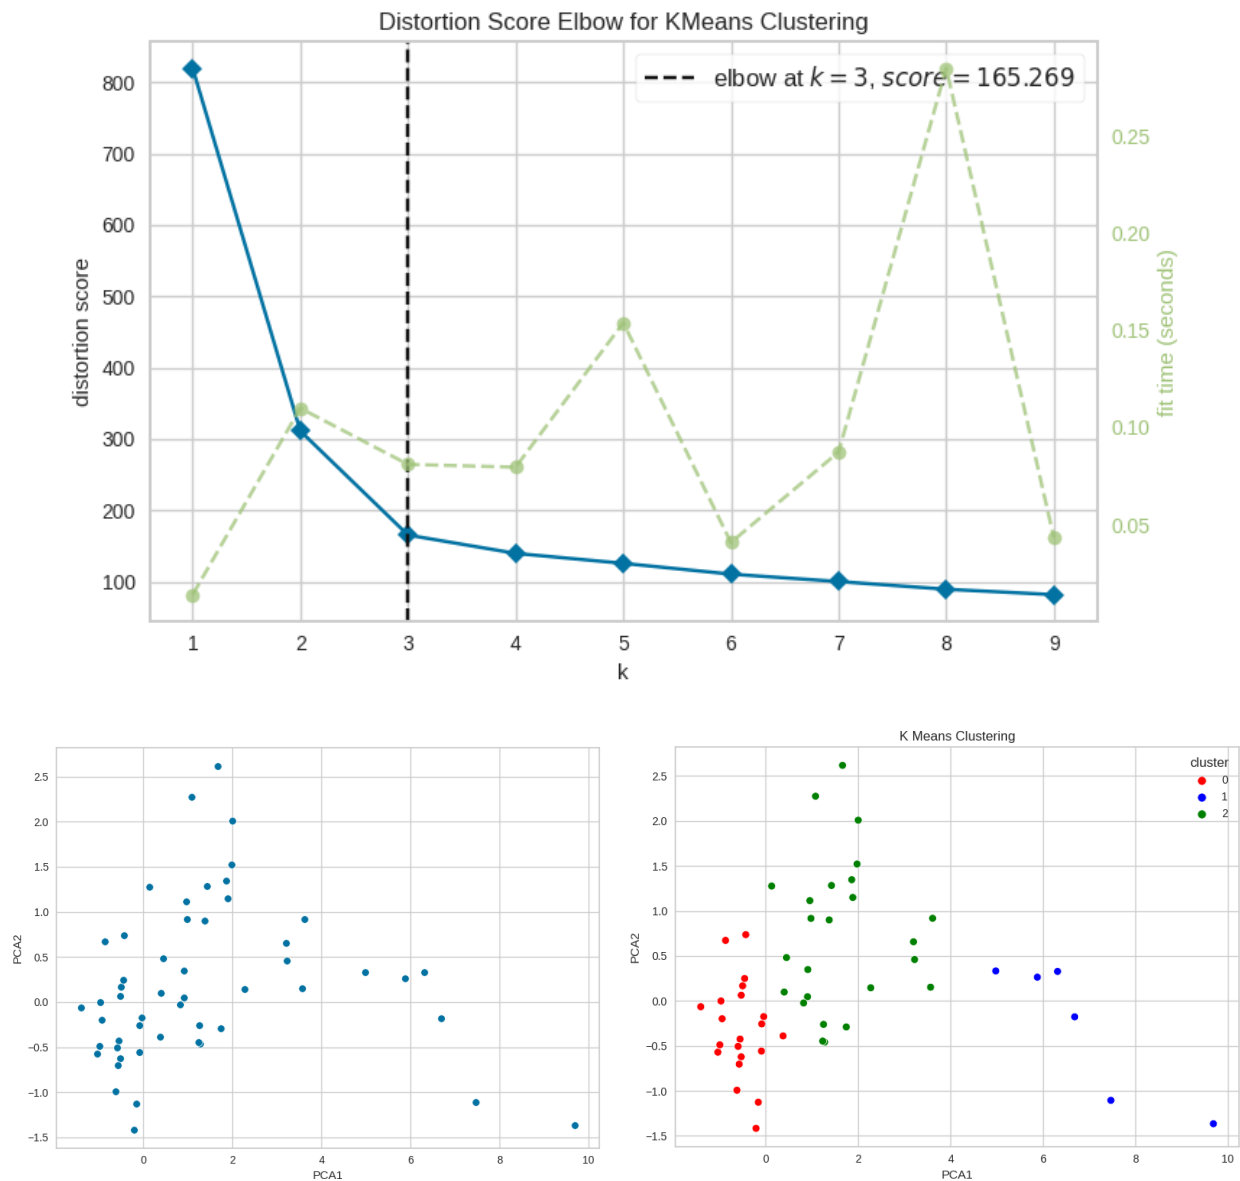 Distortion Score Elbow for KMeans Clustering
elbow at k = 3, score = 165.269
800
700
600
500
400
300
200
100
distortion score
0.25
0.20
0.15
0.10
0.05
fit time (seconds)
1 2 3 4 5 6 7 8 9
k
2.5
2.0
1.5
1.0
0.5
0.0
−0.5
−1.0
−1.5
PCA2
0 2 4 6 8 10
PCA1
K Means Clustering
cluster
0
1
2
2.5
2.0
1.5
1.0
0.5
0.0
−0.5
−1.0
−1.5
PCA2
0 2 4 6 8 10
PCA1